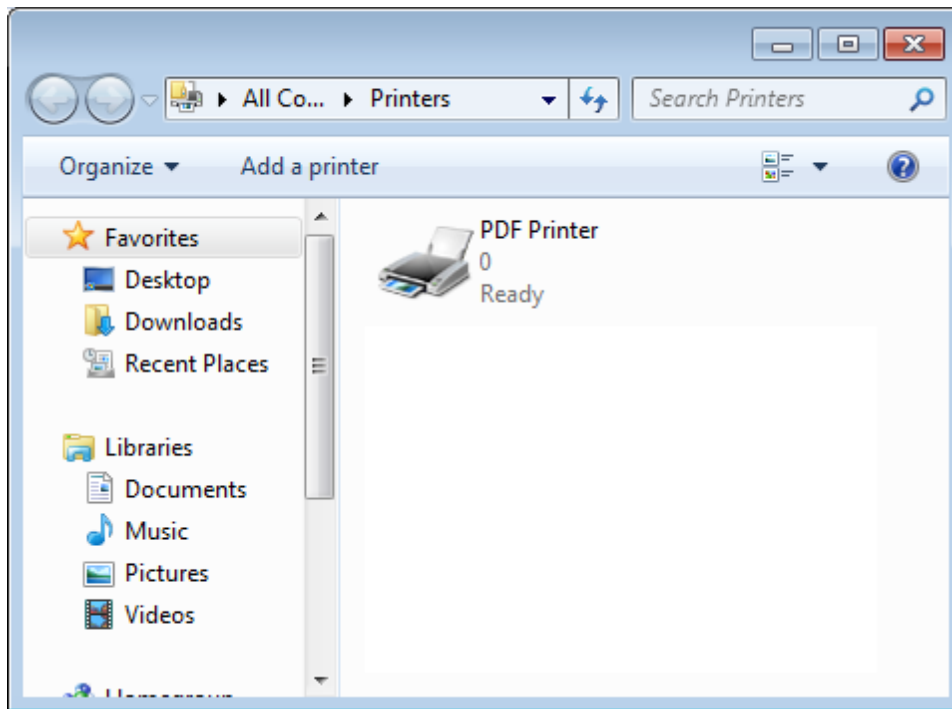 All Co... Printers Search Printers
Organize Add a printer
Favorites
Desktop
Downloads
Recent Places
Libraries
Documents
Music
Pictures
Videos
PDF Printer
0
Ready